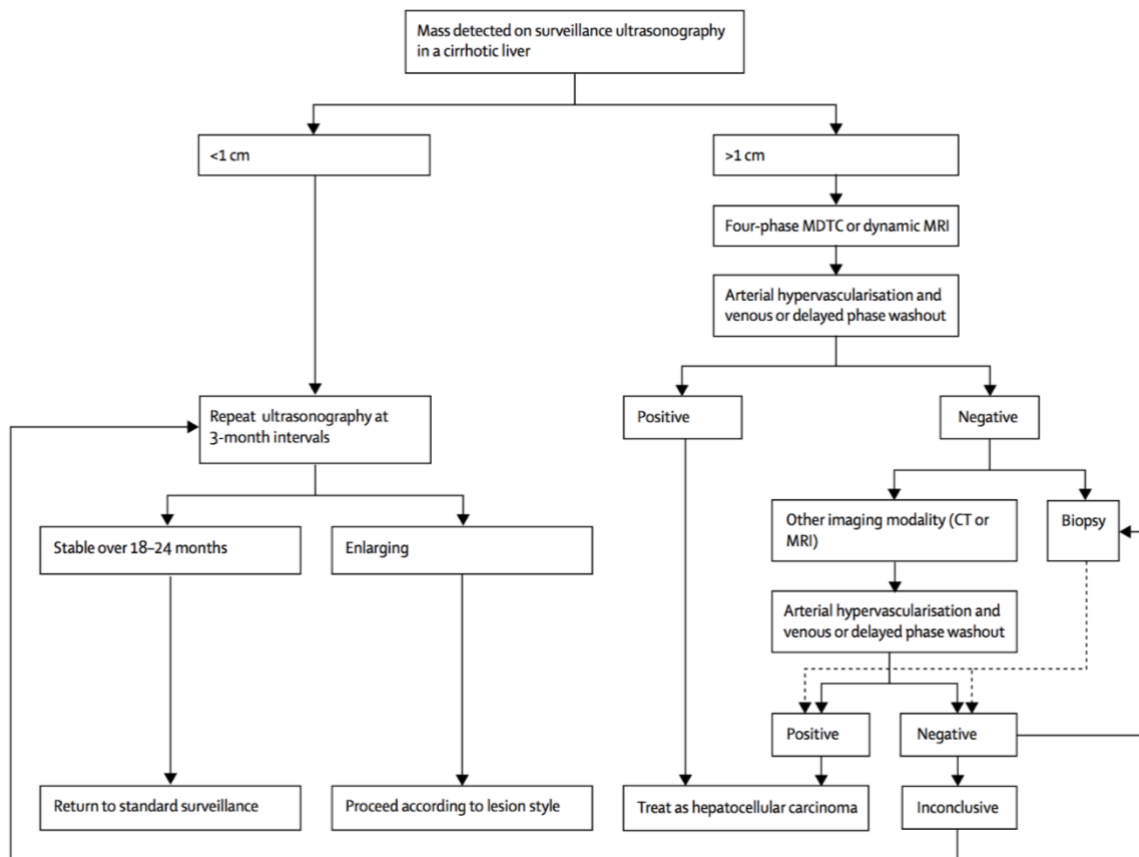 Mass detected on surveillance ultrasonography
in a cirrhotic liver
<1 cm
>1 cm
Four-phase MDTC or dynamic MRI
Arterial hypervascularisation and
venous or delayed phase washout
Repeat ultrasonography at
3-month intervals
Positive
Negative
Stable over 18–24 months
Enlarging
Other imaging modality (CT or
MRI)
Biopsy
Arterial hypervascularisation and
venous or delayed phase washout
Positive
Negative
Return to standard surveillance
Proceed according to lesion style
Treat as hepatocellular carcinoma
Inconclusive